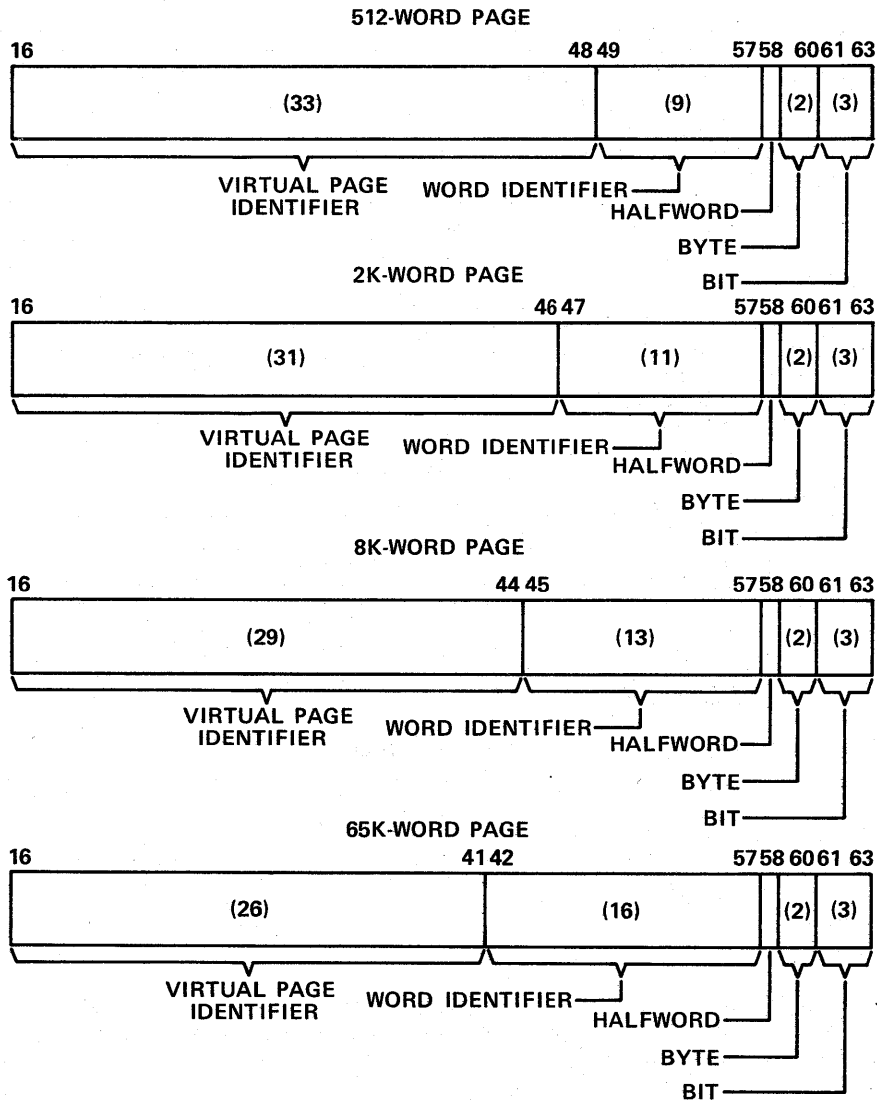 512-WORD PAGE
16 48 49 57 58 60 61 63
(33) (9) (2) (3)
VIRTUAL PAGE IDENTIFIER
WORD IDENTIFIER
HALFWORD
BYTE
BIT
2K-WORD PAGE
16 46 47 57 58 60 61 63
(31) (11) (2) (3)
VIRTUAL PAGE IDENTIFIER
WORD IDENTIFIER
HALFWORD
BYTE
BIT
8K-WORD PAGE
16 44 45 57 58 60 61 63
(29) (13) (2) (3)
VIRTUAL PAGE IDENTIFIER
WORD IDENTIFIER
HALFWORD
BYTE
BIT
65K-WORD PAGE
16 41 42 57 58 60 61 63
(26) (16) (2) (3)
VIRTUAL PAGE IDENTIFIER
WORD IDENTIFIER
HALFWORD
BYTE
BIT